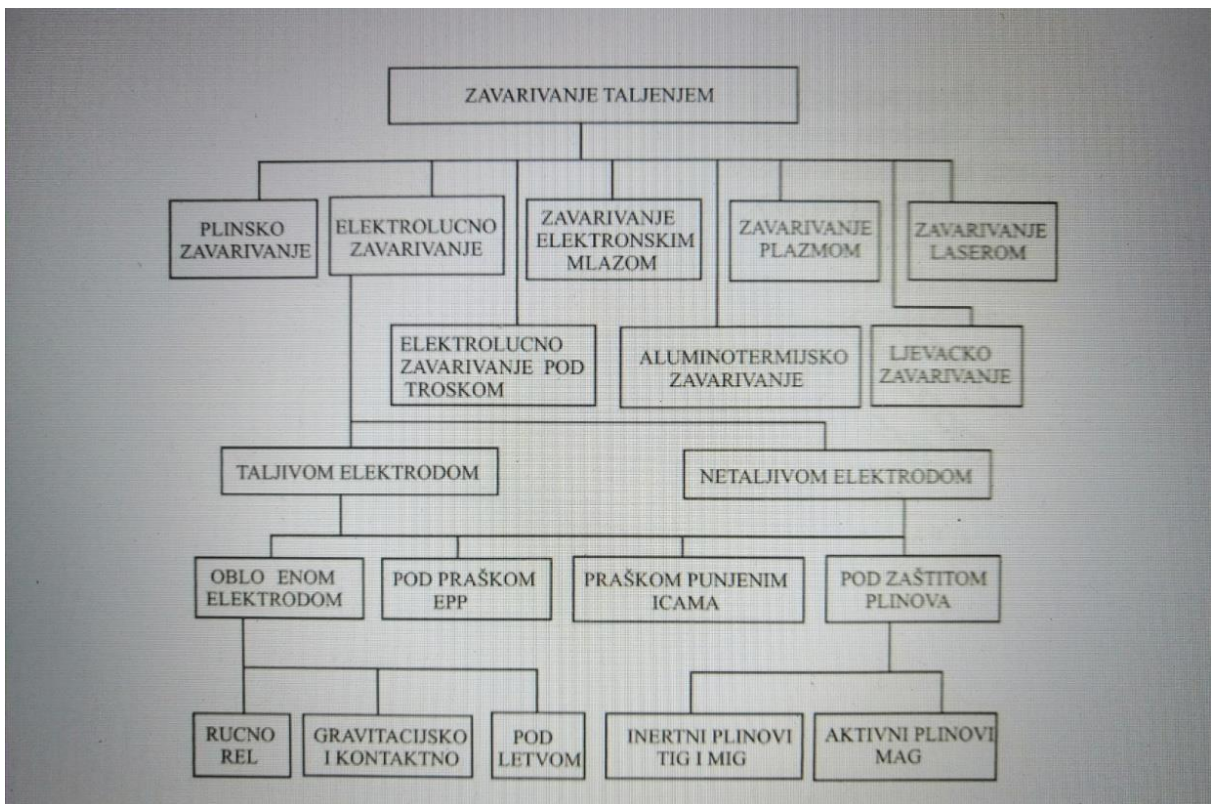 ZAVARIVANJE TALJENJEM
PLINSKO
ZAVARIVANJE
ELEKTROLUCNO
ZAVARIVANJE
ZAVARIVANJE
ELEKTRONSKIM
MLAZOM
ZAVARIVANJE
PLAZMOM
ZAVARIVANJE
LASEROM
ELEKTROLUCNO
ZAVARIVANJE POD
TROSKOM
ALUMINOTERMIJSKO
ZAVARIVANJE
LJEVACKO
ZAVARIVANJE
TALJIVOM ELEKTRODOM
NETALJIVOM ELEKTRODOM
OBLO ENOM
ELEKTRODOM
POD PRAŠKOM
EPP
PRAŠKOM PUNJENIM
ICAMA
POD ZAŠTITOM
PLINOVA
RUCNO
REL
GRAVITACIJSKO
I KONTAKTNO
POD
LETVOM
INERTNI PLINOVI
TIG I MIG
AKTIVNI PLINOVI
MAG